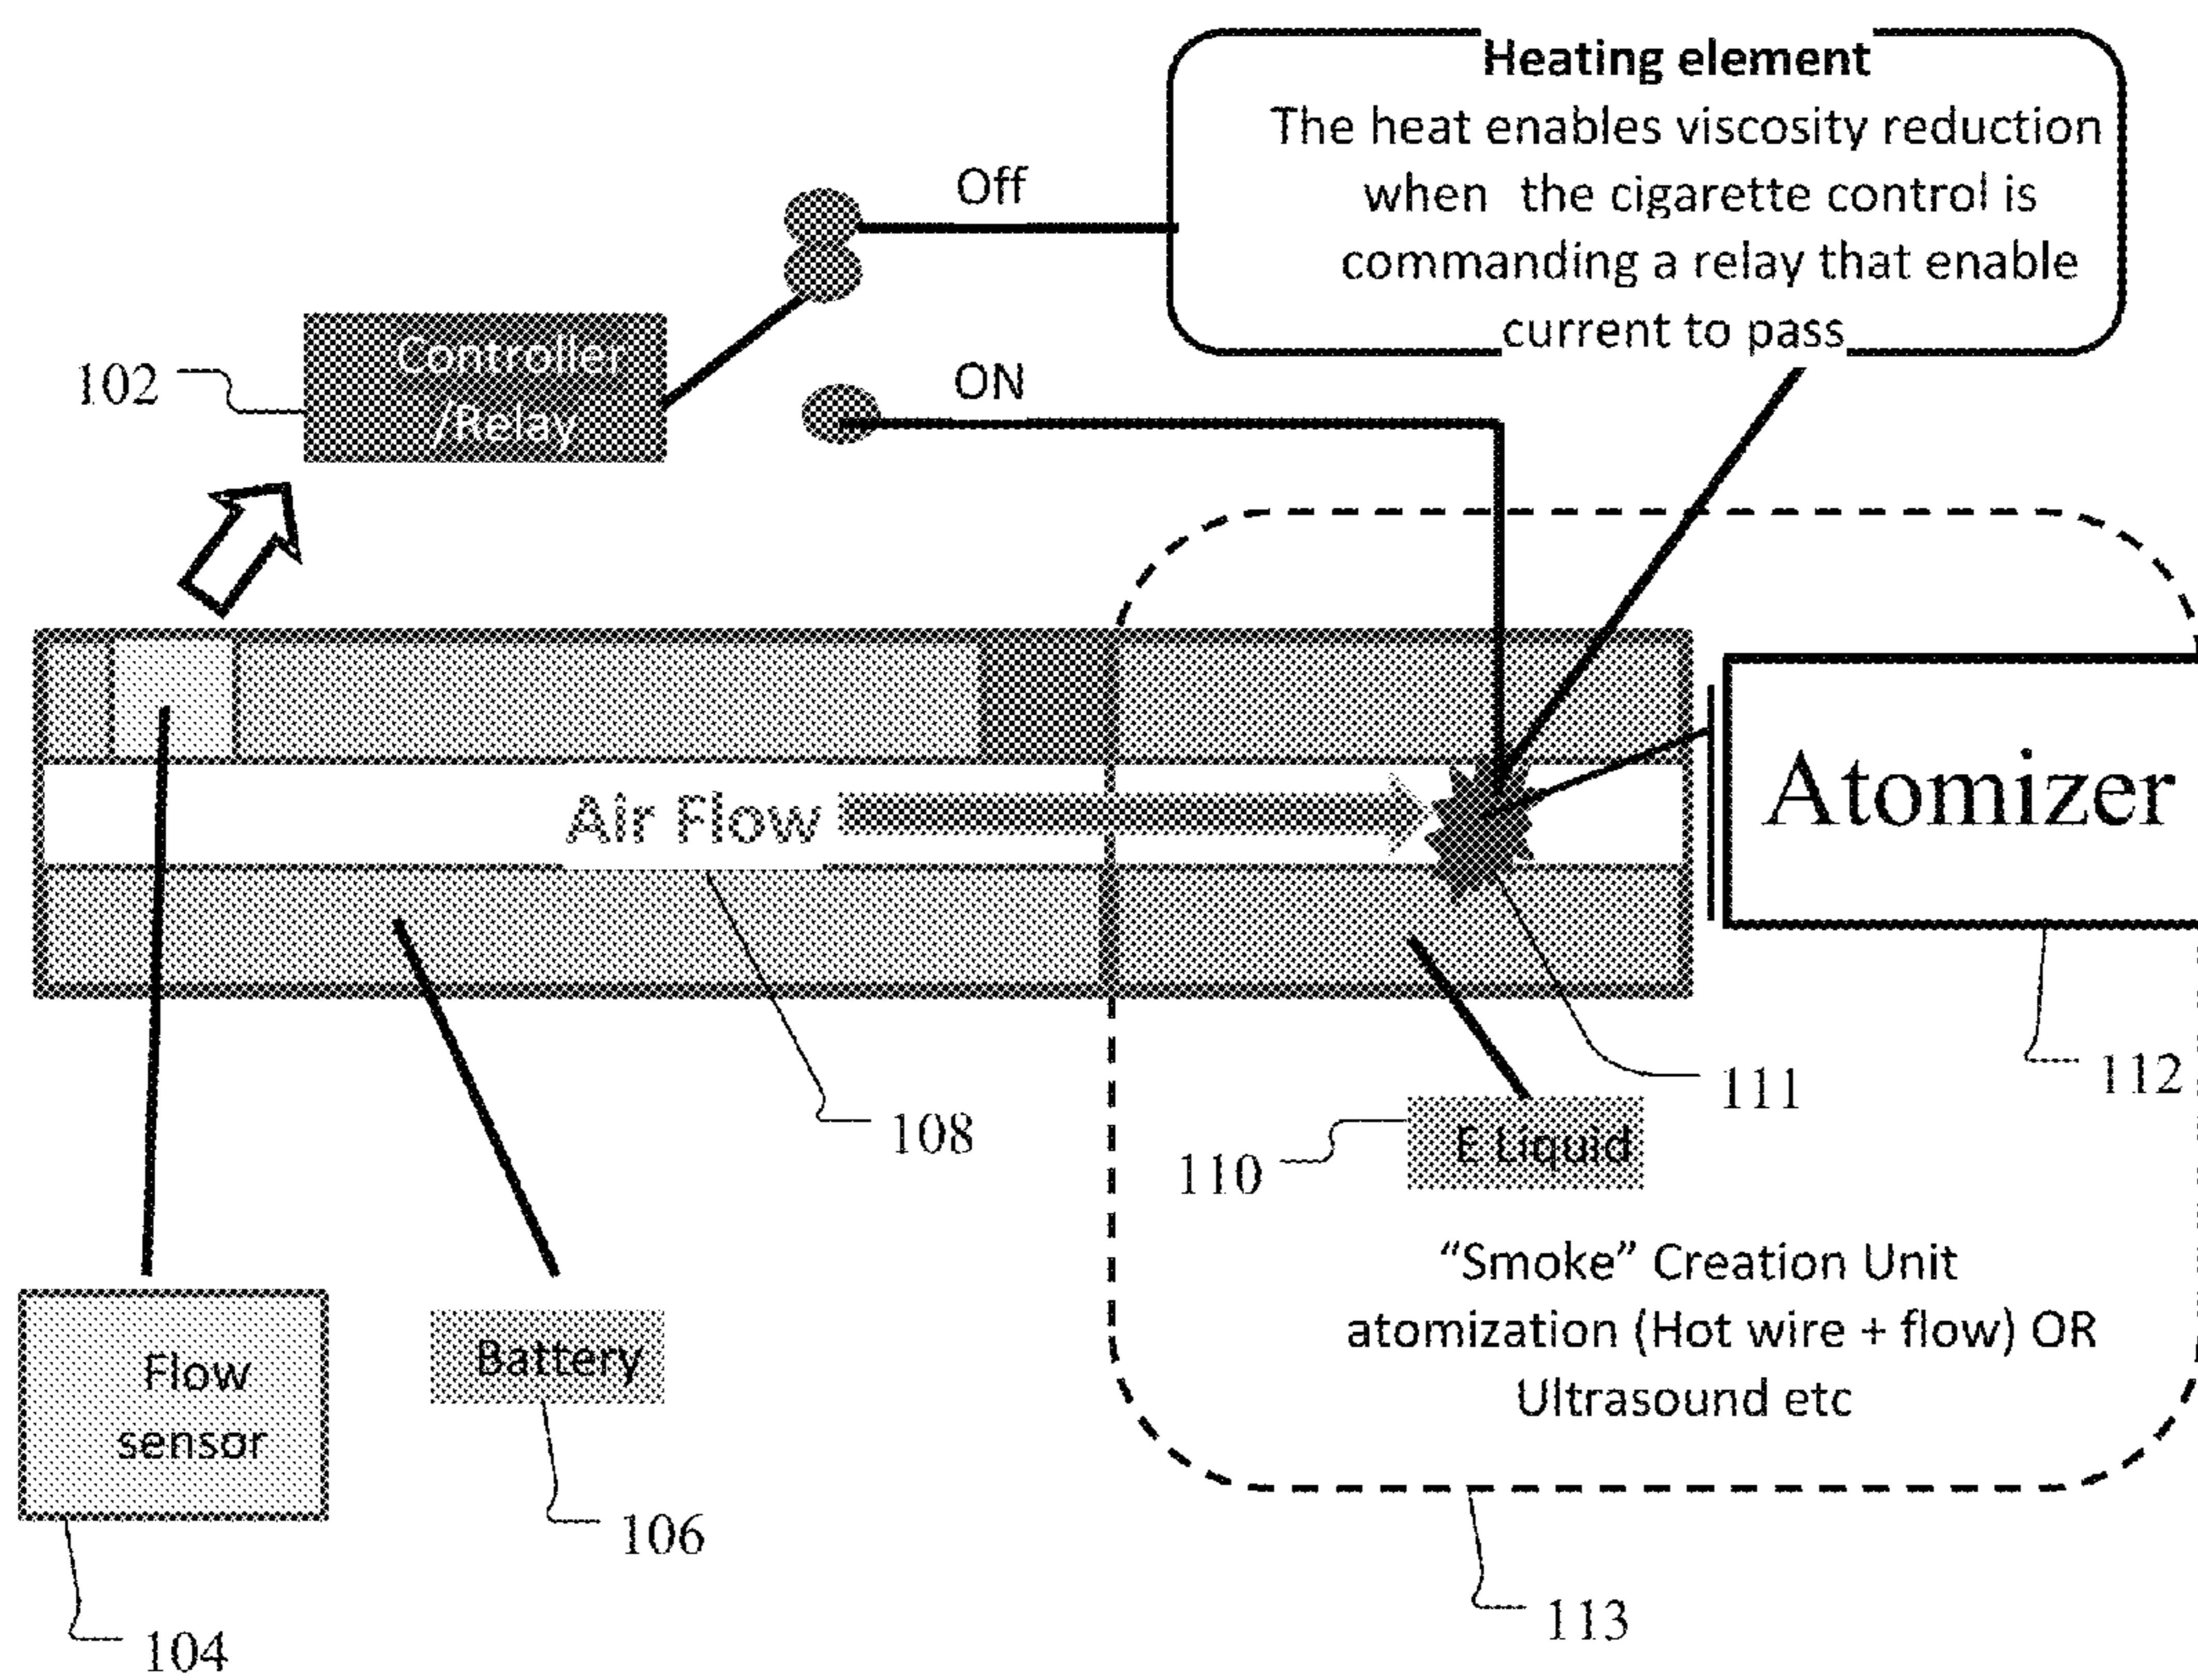 Heating element
The heat enables viscosity reduction
when the cigarette control is
commanding a relay that enable
current to pass
Off
ON
Controller
/Relay
102
Air Flow
Atomizer
108
111
112
110
E Liquid
"Smoke" Creation Unit
atomization (Hot wire + flow) OR
Ultrasound etc
Flow
sensor
Battery
106
104
113